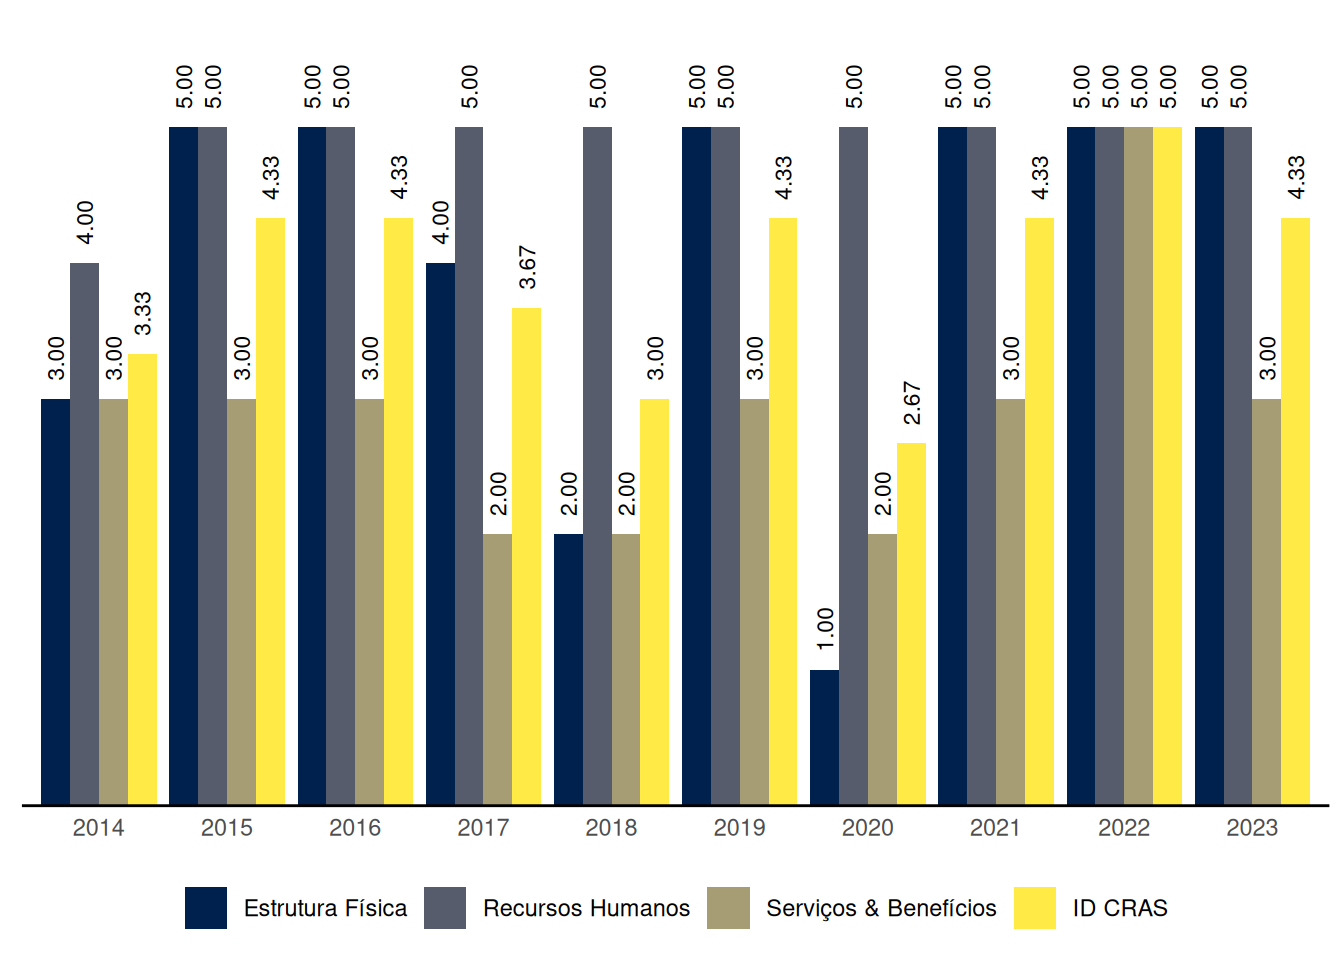 5.00 5.00 5.00 5.00 5.00 5.00 5.00 5.00 5.00 5.00 5.00 5.00 5.00 5.00 5.00 5.00 5.00
4.33 4.33 4.33 4.33 4.33
4.00 4.00
3.67
3.33
3.00 3.00 3.00 3.00 3.00 3.00 3.00 3.00
2.67
2.00 2.00 2.00 2.00
1.00
2014 2015 2016 2017 2018 2019 2020 2021 2022 2023
Estrutura Física Recursos Humanos Serviços & Benefícios ID CRAS